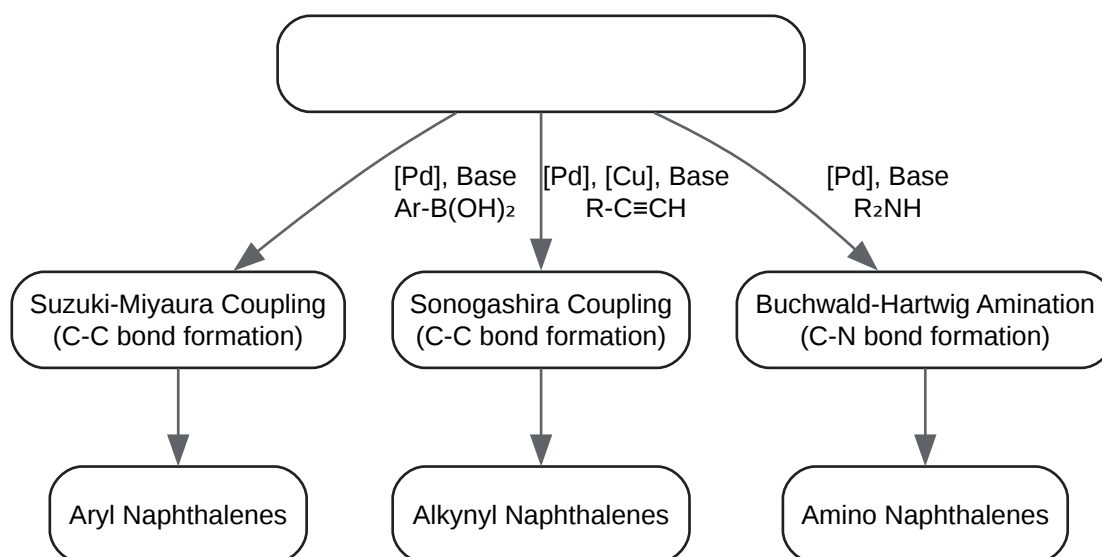 [Pd], Base
Ar-B(OH)₂
[Pd], [Cu], Base
R-C≡CH
[Pd], Base
R₂NH
Suzuki-Miyaura Coupling
(C-C bond formation)
Sonogashira Coupling
(C-C bond formation)
Buchwald-Hartwig Amination
(C-N bond formation)
Aryl Naphthalenes
Alkynyl Naphthalenes
Amino Naphthalenes